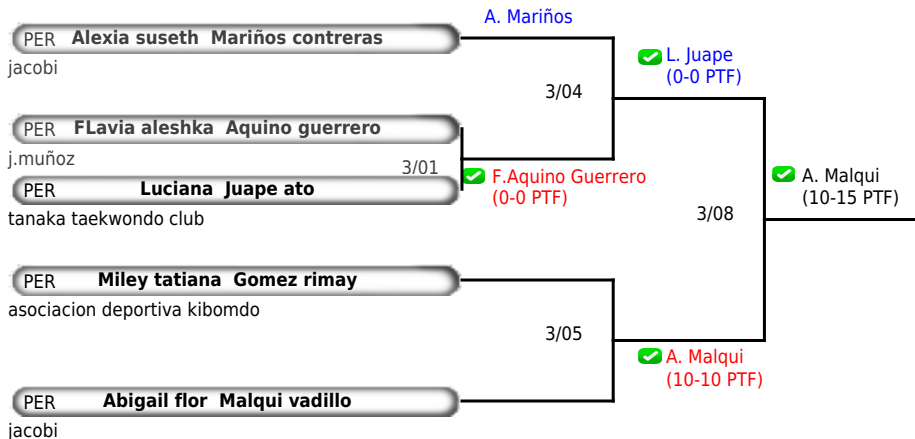 A. Mariños
PER Alexia suseth Mariños contreras
jacobi
L. Juape
(0-0 PTF)
3/04
PER FLavia aleshka Aquino guerrero
j.muñoz
3/01
F.Aquino Guerrero
(0-0 PTF)
PER Luciana Juape ato
tanaka taekwondo club
A. Malqui
(10-15 PTF)
3/08
PER Miley tatiana Gomez rimay
asociacion deportiva kibomdo
3/05
A. Malqui
(10-10 PTF)
PER Abigail flor Malqui vadillo
jacobi